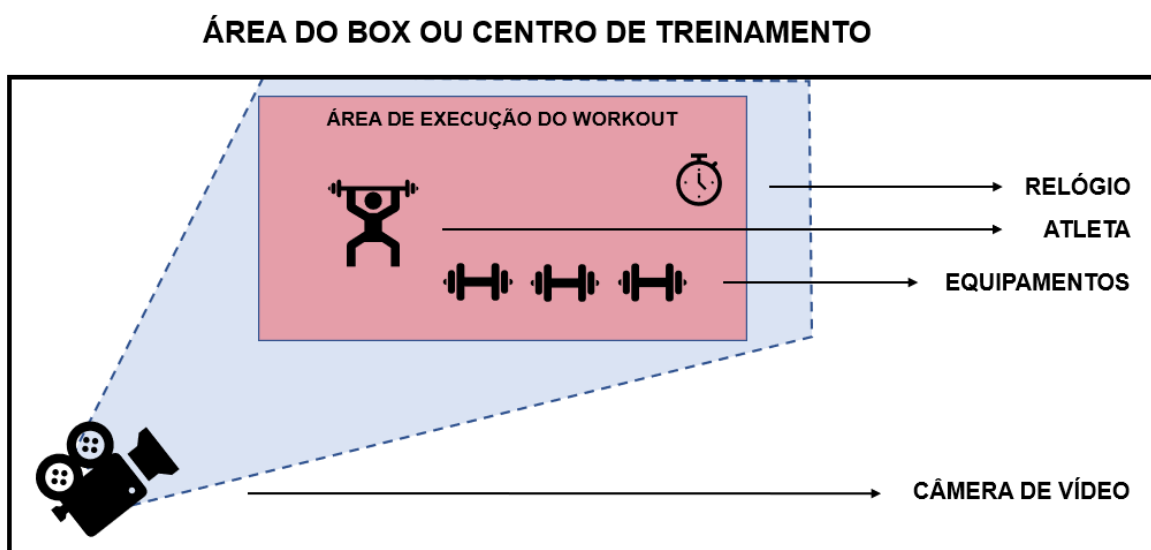 ÁREA DO BOX OU CENTRO DE TREINAMENTO
ÁREA DE EXECUÇÃO DO WORKOUT
RELÓGIO
ATLETA
EQUIPAMENTOS
CÂMERA DE VÍDEO